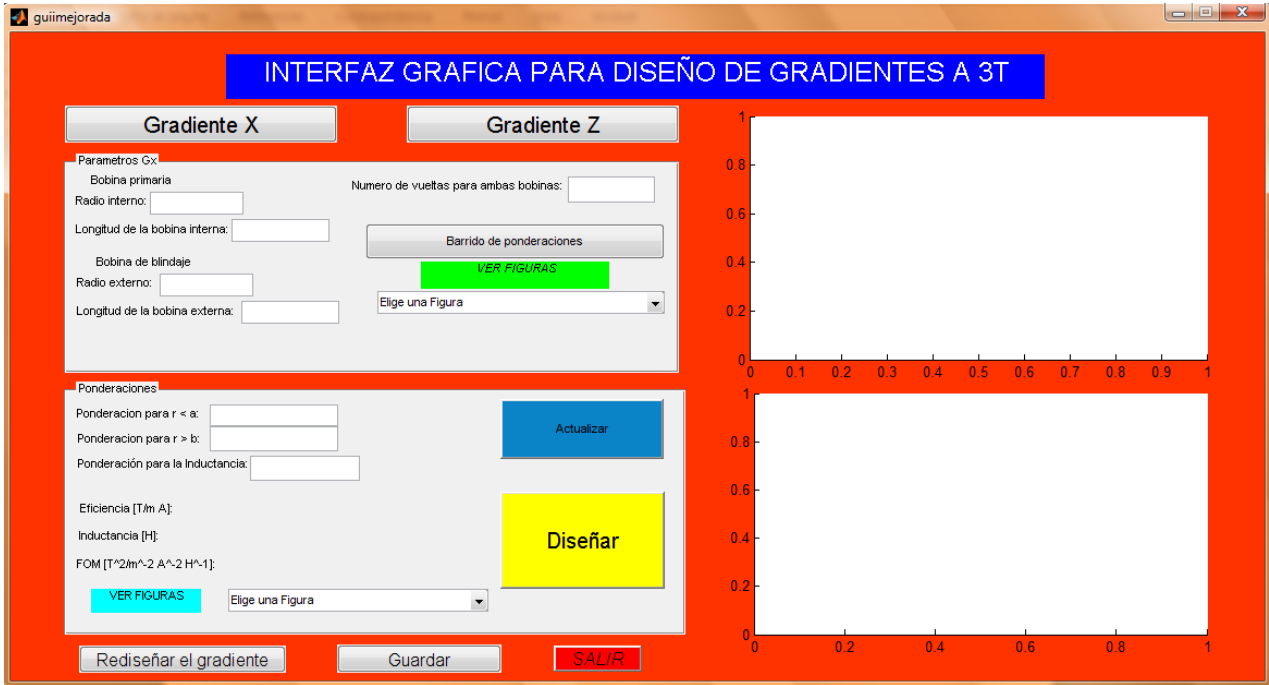 guiimejorada
INTERFAZ GRAFICA PARA DISEÑO DE GRADIENTES A 3T
Gradiente X
Gradiente Z
Parametros Gx
Bobina primaria
Radio interno:
Longitud de la bobina interna:
Bobina de blindaje
Radio externo:
Longitud de la bobina externa:
Numero de vueltas para ambas bobinas:
Barrido de ponderaciones
VER FIGURAS
Elige una Figura
Ponderaciones
Ponderacion para r < a:
Ponderacion para r > b:
Ponderación para la Inductancia:
Actualizar
Eficiencia [T/m A]:
Inductancia [H]:
FOM [T^2/m^-2 A^-2 H^-1]:
Diseñar
VER FIGURAS
Elige una Figura
Rediseñar el gradiente
Guardar
SALIR
1
0.8
0.6
0.4
0.2
0
0 0.1 0.2 0.3 0.4 0.5 0.6 0.7 0.8 0.9 1
1
0.8
0.6
0.4
0.2
0
0 0.2 0.4 0.6 0.8 1